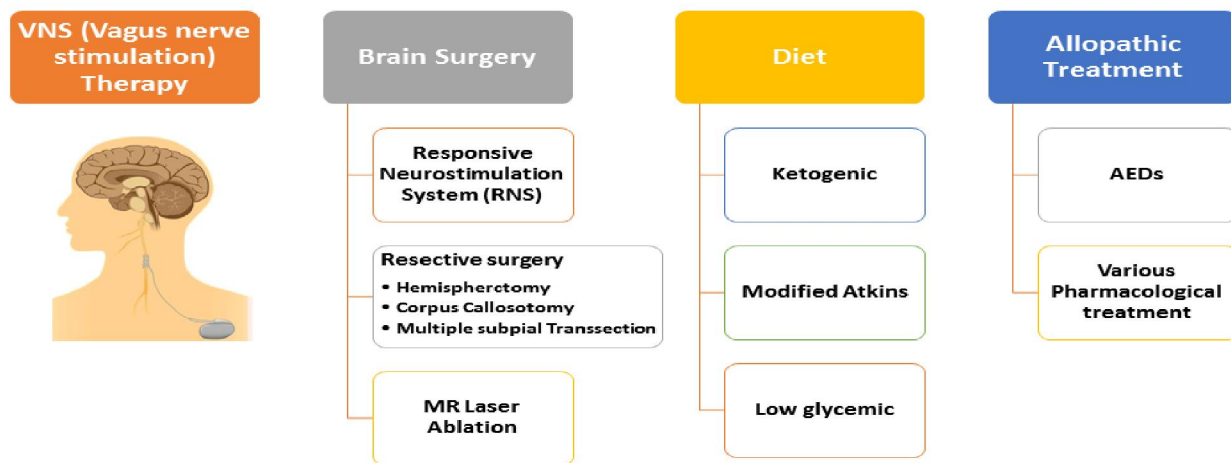 VNS (Vagus nerve
stimulation)
Therapy
Brain Surgery
Responsive
Neurostimulation
System (RNS)
Resective surgery
• Hemispherctomy
• Corpus Callosotomy
• Multiple subpial Transsection
MR Laser
Ablation
Diet
Ketogenic
Modified Atkins
Low glycemic
Allopathic
Treatment
AEDs
Various
Pharmacological
treatment